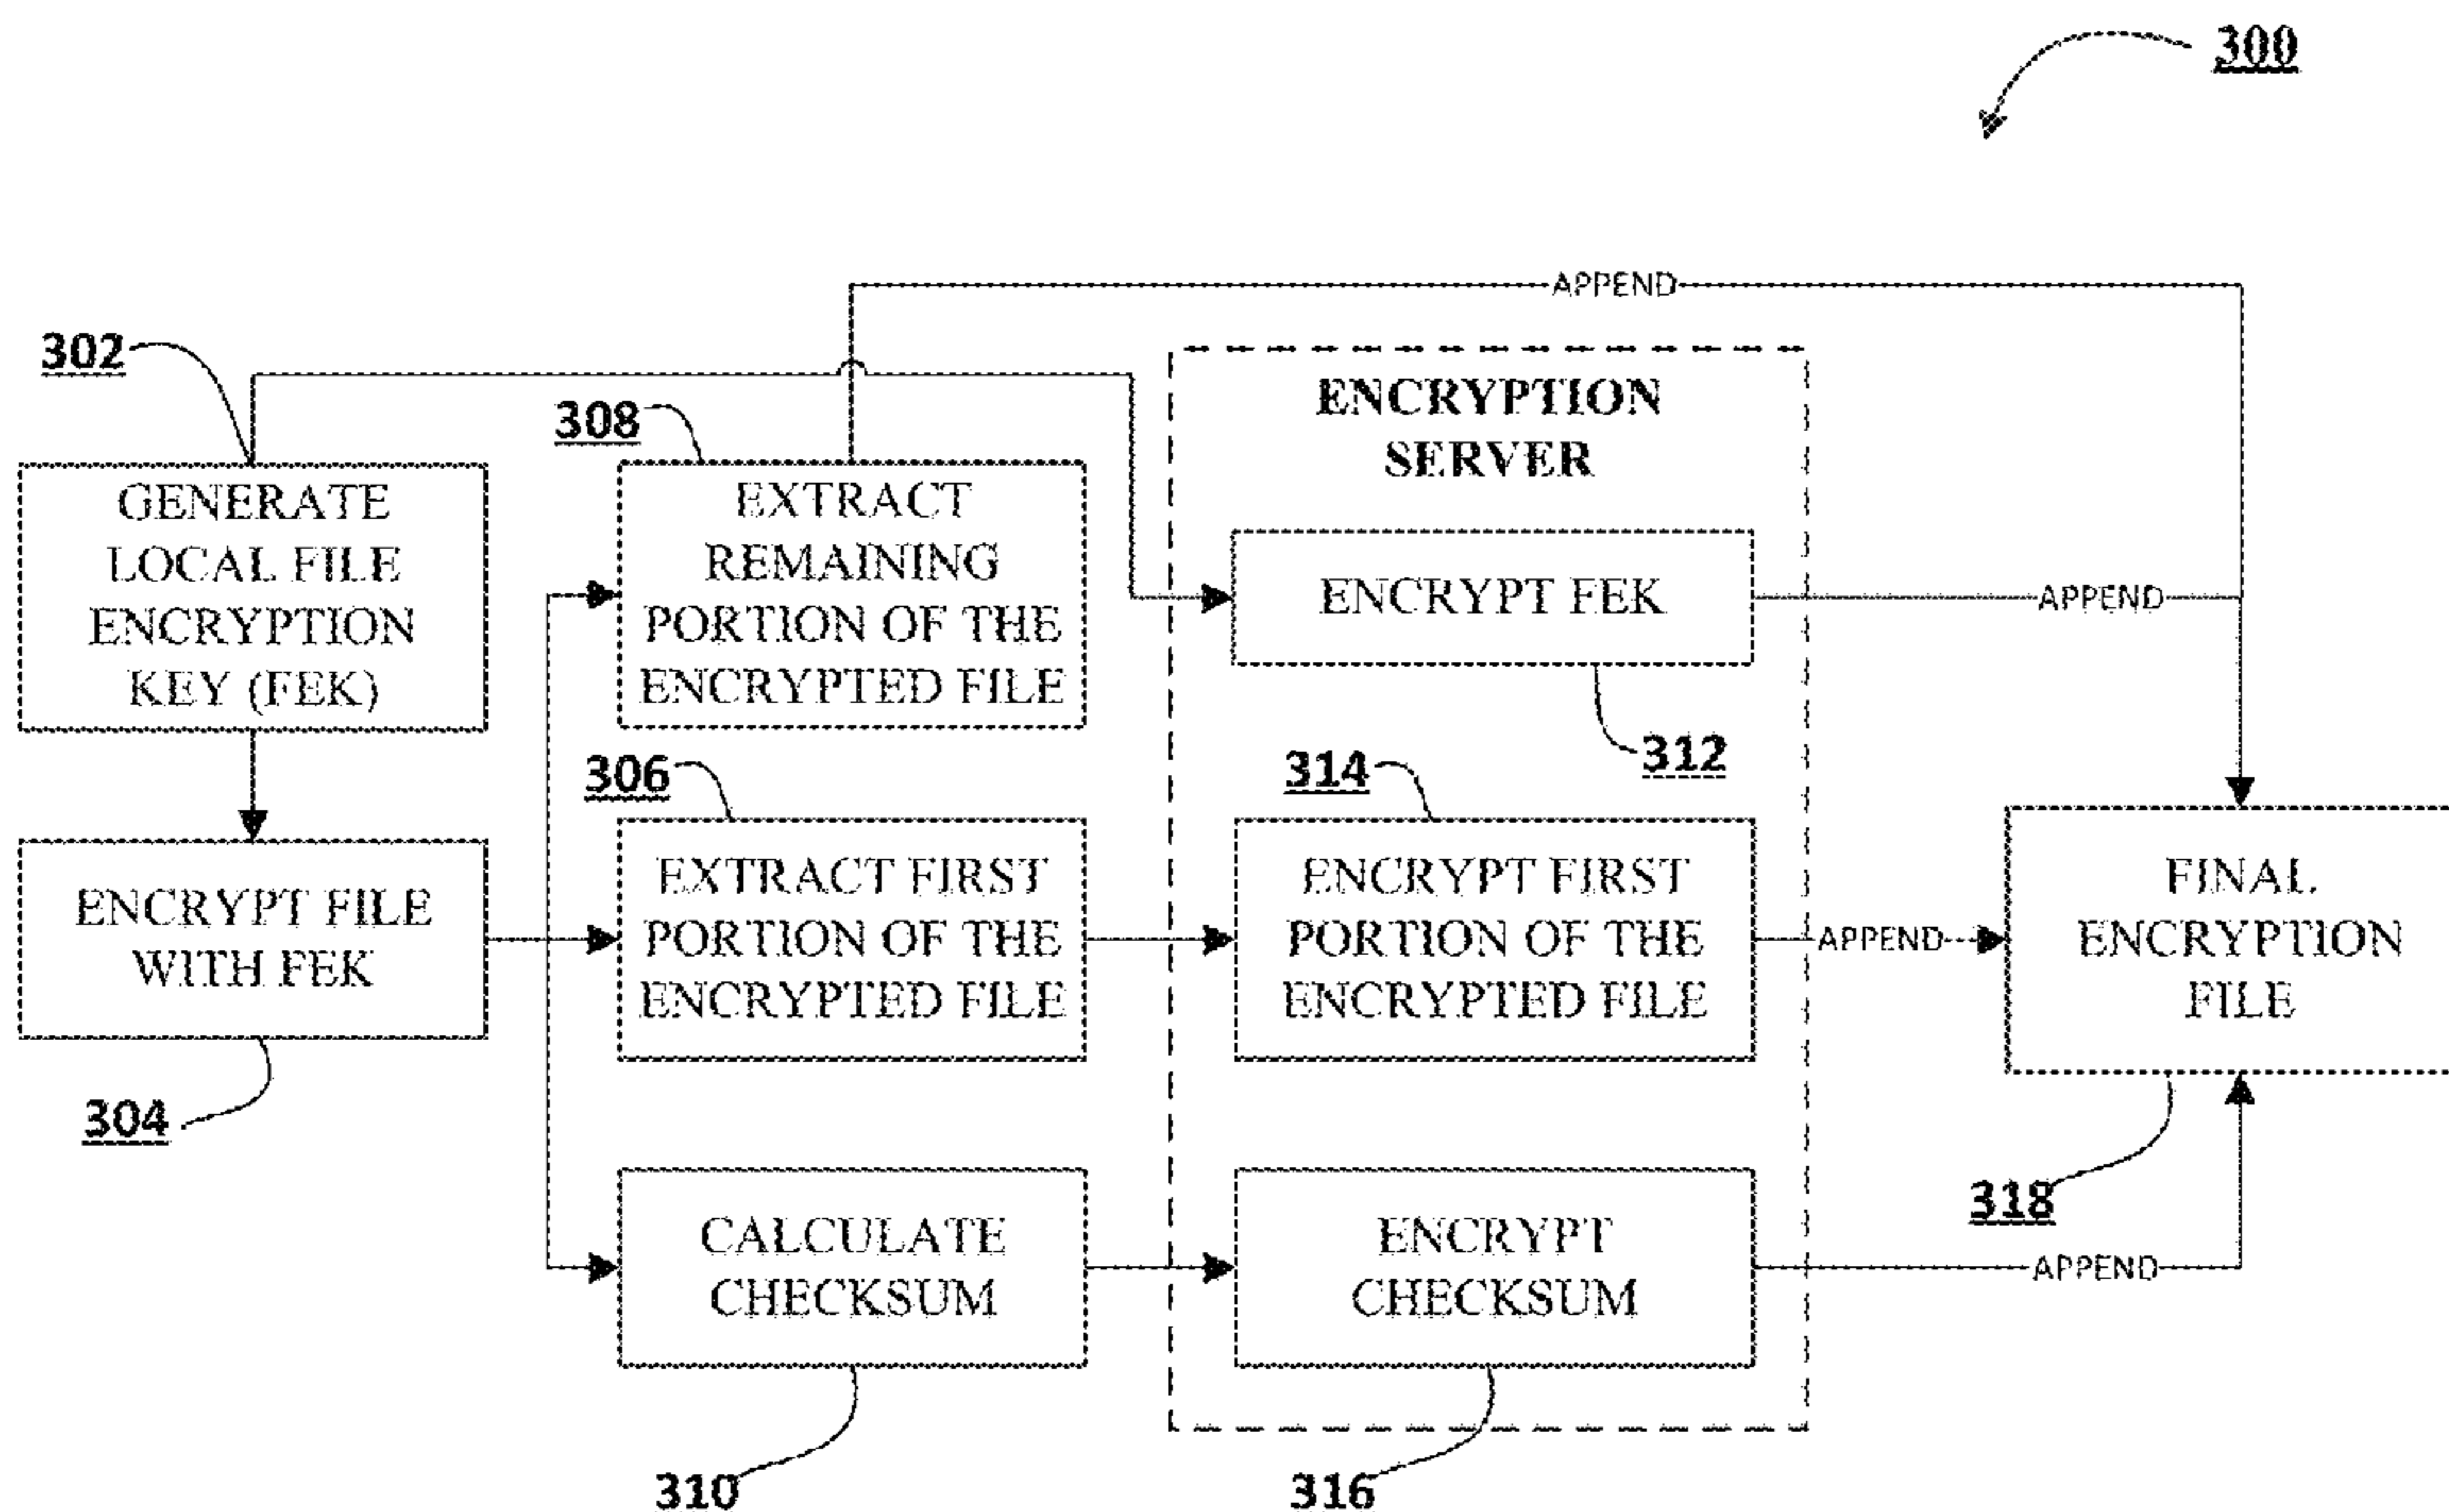 300
APPEND
302
308
ENCRYPTION
SERVER
GENERATE
LOCAL FILE
ENCRYPTION
KEY (FEK)
EXTRACT
REMAINING
PORTION OF THE
ENCRYPTED FILE
ENCRYPT FEK
APPEND
312
306
314
ENCRYPT FILE
WITH FEK
304
EXTRACT FIRST
PORTION OF THE
ENCRYPTED FILE
ENCRYPT FIRST
PORTION OF THE
ENCRYPTED FILE
APPEND
FINAL
ENCRYPTION
FILE
318
CALCULATE
CHECKSUM
ENCRYPT
CHECKSUM
APPEND
310
316